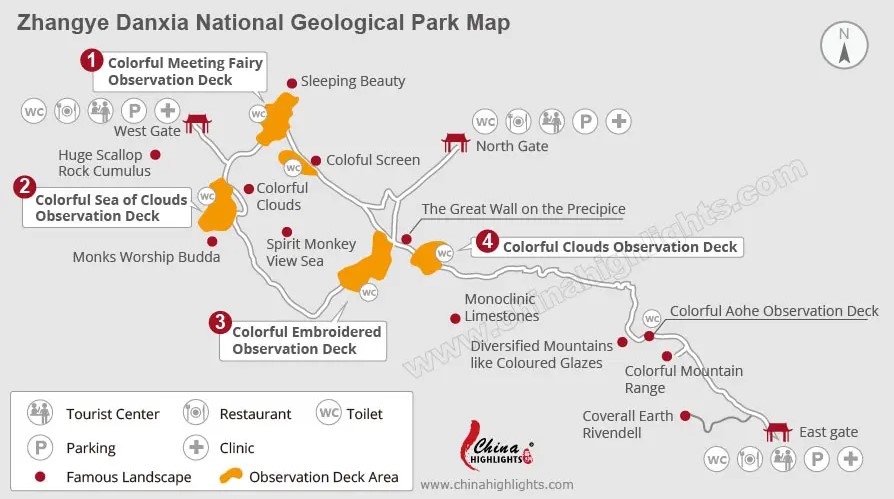 Zhangye Danxia National Geological Park Map
N
1
Colorful Meeting Fairy
Observation Deck
Sleeping Beauty
WC
WC
P
West Gate
WC
P
North Gate
Huge Scallop
Rock Cumulus
Coloful Screen
WC
2
Colorful Sea of Clouds
Observation Deck
WC
Colorful
Clouds
The Great Wall on the Precipice
Monks Worship Budda
Spirit Monkey
View Sea
4
Colorful Clouds Observation Deck
WC
WC
3
Colorful Embroidered
Observation Deck
Monoclinic
Limestones
WC
Colorful Aohe Observation Deck
Diversified Mountains
like Coloured Glazes
Colorful Mountain
Range
Coverall Earth
Rivendell
East gate
WC
P
Tourist Center
Restaurant
WC
Toilet
P
Parking
Clinic
Famous Landscape
Observation Deck Area
China
HIGHLIGHTS
www.chinahighlights.com
www.chinahighlights.com